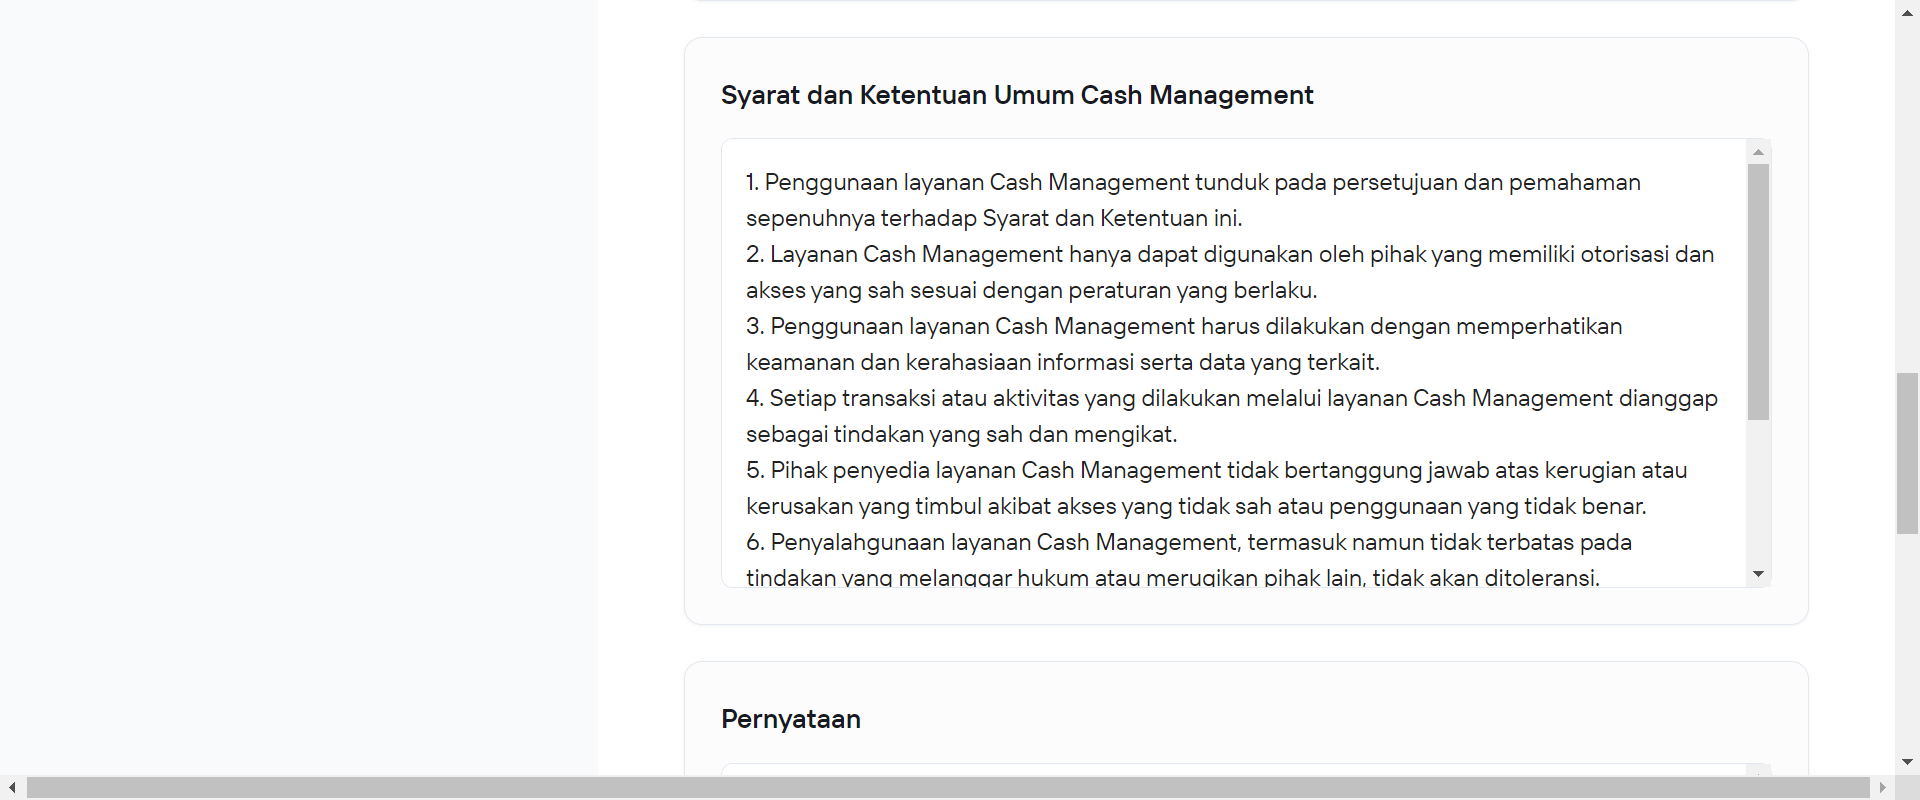 Syarat dan Ketentuan Umum Cash Management
1. Penggunaan layanan Cash Management tunduk pada persetujuan dan pemahaman
sepenuhnya terhadap Syarat dan Ketentuan ini.
2. Layanan Cash Management hanya dapat digunakan oleh pihak yang memiliki otorisasi dan
akses yang sah sesuai dengan peraturan yang berlaku.
3. Penggunaan layanan Cash Management harus dilakukan dengan memperhatikan
keamanan dan kerahasiaan informasi serta data yang terkait.
4. Setiap transaksi atau aktivitas yang dilakukan melalui layanan Cash Management dianggap
sebagai tindakan yang sah dan mengikat.
5. Pihak penyedia layanan Cash Management tidak bertanggung jawab atas kerugian atau
kerusakan yang timbul akibat akses yang tidak sah atau penggunaan yang tidak benar.
6. Penyalahgunaan layanan Cash Management, termasuk namun tidak terbatas pada
tindakan yang melanggar hukum atau merugikan pihak lain, tidak akan ditoleransi.
Pernyataan